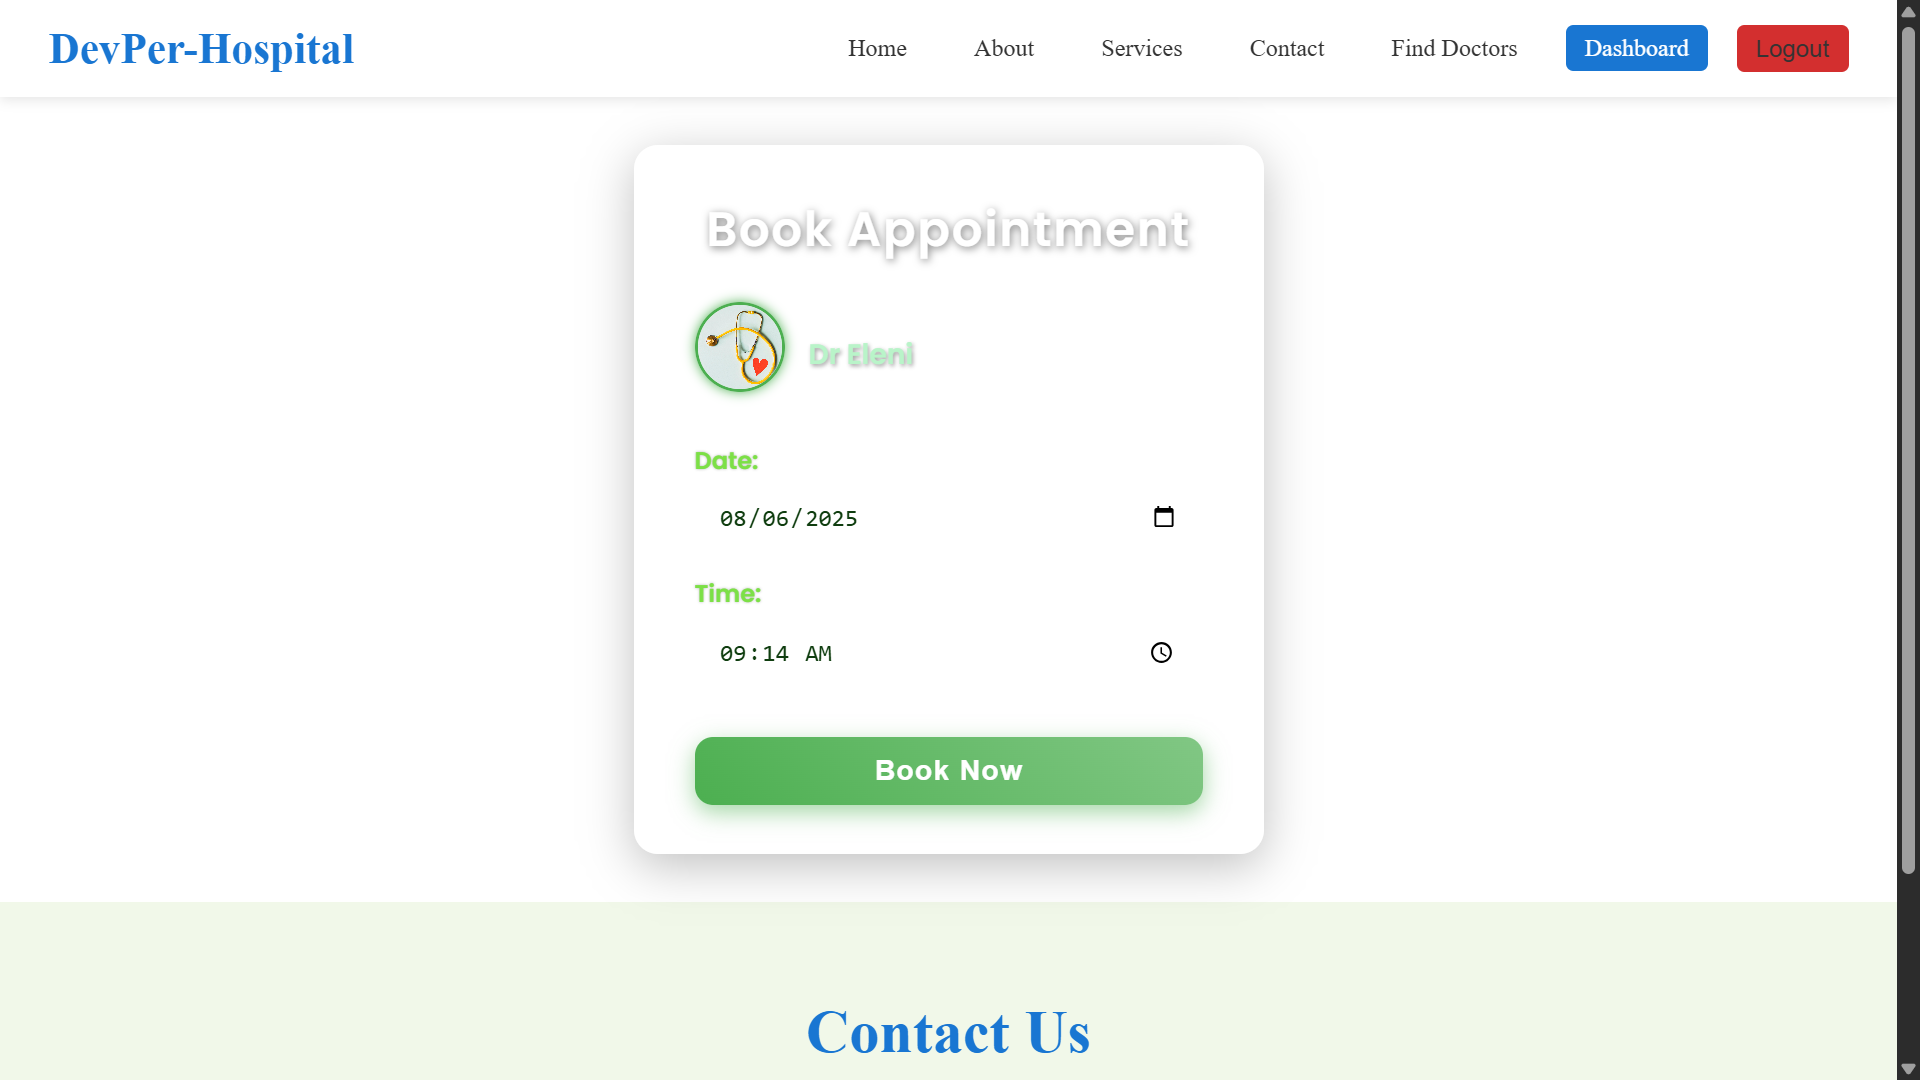 DevPer-Hospital
Home About Services Contact Find Doctors Dashboard Logout
Book Appointment
Dr Eleni
Date:
08/06/2025
Time:
09:14 AM
Book Now
Contact Us